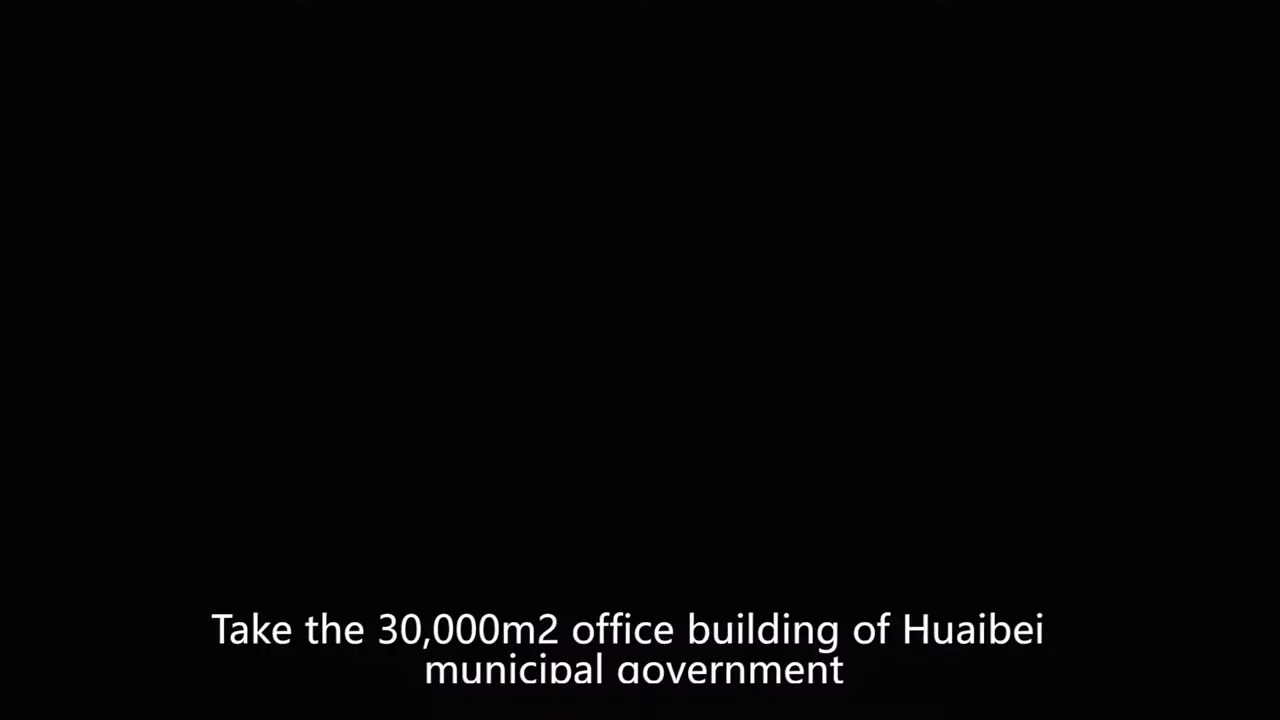 Take the 30,000m2 office building of Huaibei
municipal government